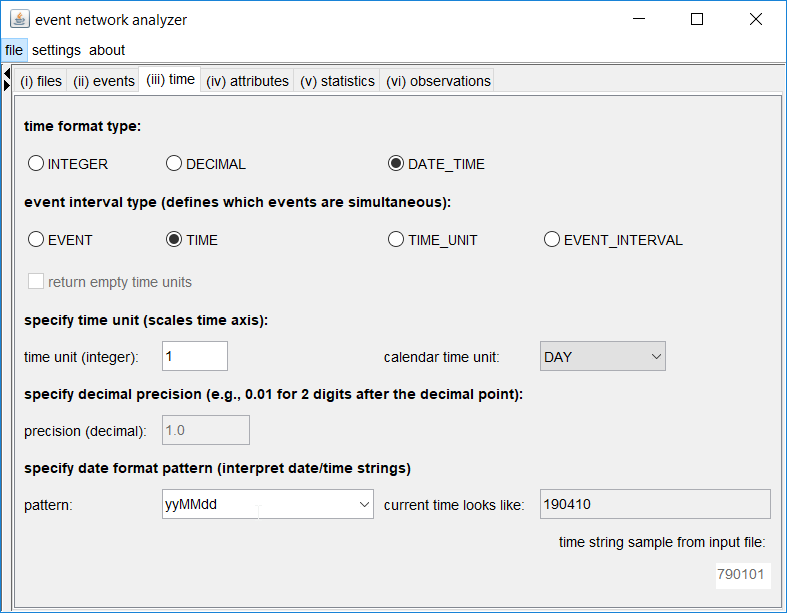 event network analyzer
file settings about
(i) files (ii) events (iii) time (iv) attributes (v) statistics (vi) observations
time format type:
INTEGER DECIMAL DATE_TIME
event interval type (defines which events are simultaneous):
EVENT TIME TIME_UNIT EVENT_INTERVAL
return empty time units
specify time unit (scales time axis):
time unit (integer): 1 calendar time unit: DAY
specify decimal precision (e.g., 0.01 for 2 digits after the decimal point):
precision (decimal): 1.0
specify date format pattern (interpret date/time strings)
pattern: yyMMdd current time looks like: 190410
time string sample from input file:
790101